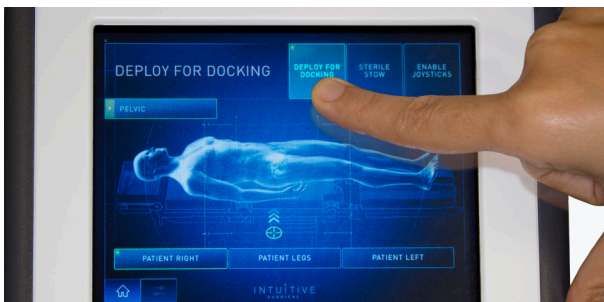 DEPLOY FOR DOCKING
DEPLOY FOR
DOCKING
STERILE
STOW
ENABLE
JOYSTICKS
PELVIC
PATIENT RIGHT
PATIENT LEGS
PATIENT LEFT
INTUITIVE
SURGICAL